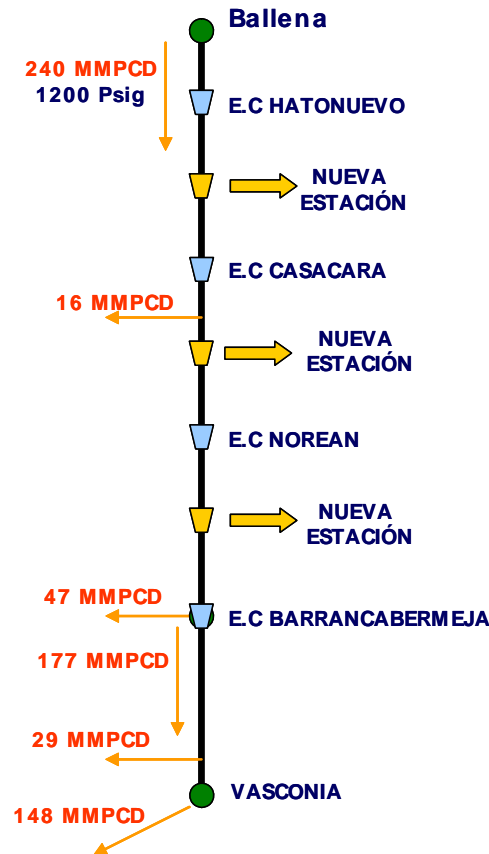 Ballena
240 MMPCD
1200 Psig
E.C HATONUEVO
NUEVA
ESTACIÓN
E.C CASACARA
16 MMPCD
NUEVA
ESTACIÓN
E.C NOREAN
NUEVA
ESTACIÓN
47 MMPCD
E.C BARRANCABERMEJA
177 MMPCD
29 MMPCD
VASCONIA
148 MMPCD